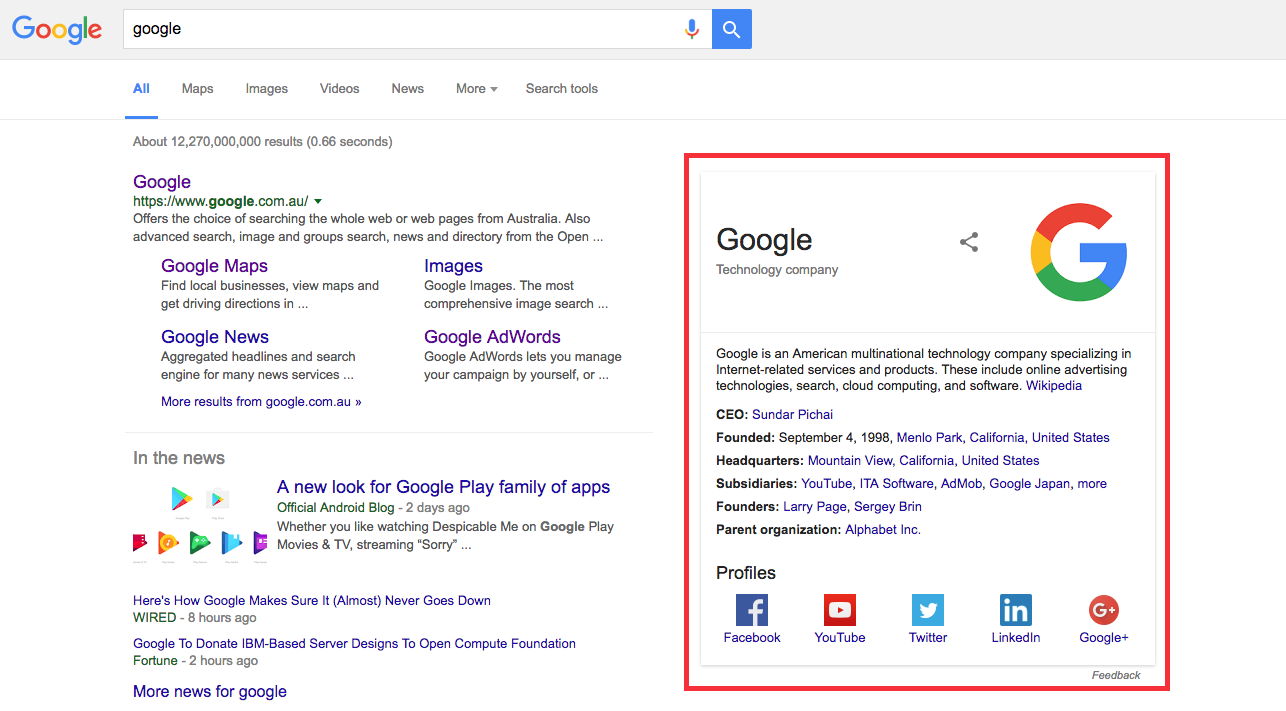 Google
google
All Maps Images Videos News More Search tools
About 12,270,000,000 results (0.66 seconds)
Google
https://www.google.com.au/
Offers the choice of searching the whole web or web pages from Australia. Also
advanced search, image and groups search, news and directory from the Open ...
Google Maps
Find local businesses, view maps and
get driving directions in ...
Images
Google Images. The most
comprehensive image search ...
Google News
Aggregated headlines and search
engine for many news services ...
Google AdWords
Google AdWords lets you manage
your campaign by yourself, or ...
More results from google.com.au »
In the news
A new look for Google Play family of apps
Official Android Blog - 2 days ago
Whether you like watching Despicable Me on Google Play
Movies & TV, streaming “Sorry” ...
Here's How Google Makes Sure It (Almost) Never Goes Down
WIRED - 8 hours ago
Google To Donate IBM-Based Server Designs To Open Compute Foundation
Fortune - 2 hours ago
More news for google
Google
Technology company
G
Google is an American multinational technology company specializing in
Internet-related services and products. These include online advertising
technologies, search, cloud computing, and software. Wikipedia
CEO: Sundar Pichai
Founded: September 4, 1998, Menlo Park, California, United States
Headquarters: Mountain View, California, United States
Subsidiaries: YouTube, ITA Software, AdMob, Google Japan, more
Founders: Larry Page, Sergey Brin
Parent organization: Alphabet Inc.
Profiles
f in G+
Facebook YouTube Twitter LinkedIn Google+
Feedback